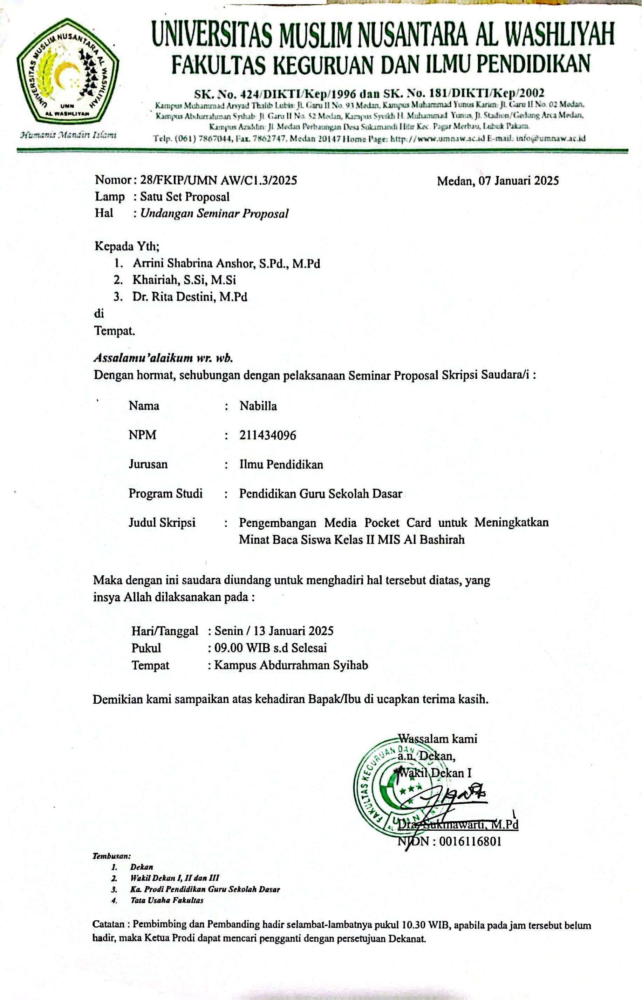 UNIVERSITAS MUSLIM NUSANTARA AL WASHLIYAH
UMN
AL WASHLIYAH
Humanis Mandiri Islami
UNIVERSITAS MUSLIM NUSANTARA AL WASHLIYAH
FAKULTAS KEGURUAN DAN ILMU PENDIDIKAN
SK. No. 424/DIKTI/Kep/1996 dan SK. No. 181/DIKTI/Kep/2002
Kampus Muhammad Arsyad Thalib Lubis: Jl. Garu II No. 93 Medan, Kampus Muhammad Yunus Karim: Jl. Garu II No. 02 Medan,
Kampus Abdurrahman Syihab: Jl. Garu II No. 52 Medan, Kampus Syeikh H. Muhammad Yunus, Jl. Stadion/Gedung Arca Medan,
Kampus Aziddin: Jl. Medan Perbaungan Desa Sukamandi Hilir Kec. Pagar Merbau, Lubuk Pakam.
Telp. (061) 7867044, Fax. 7862747, Medan 20147 Home Page: http://www.umnaw.ac.id E-mail: info@umnaw.ac.id
Nomor : 28/FKIP/UMN AW/C1.3/2025 Medan, 07 Januari 2025
Lamp : Satu Set Proposal
Hal : Undangan Seminar Proposal
Kepada Yth;
1. Arrini Shabrina Anshor, S.Pd., M.Pd
2. Khairiah, S.Si, M.Si
3. Dr. Rita Destini, M.Pd
di
Tempat.
Assalamu'alaikum wr. wb.
Dengan hormat, sehubungan dengan pelaksanaan Seminar Proposal Skripsi Saudara/i :
Nama : Nabilla
NPM : 211434096
Jurusan : Ilmu Pendidikan
Program Studi : Pendidikan Guru Sekolah Dasar
Judul Skripsi : Pengembangan Media Pocket Card untuk Meningkatkan
Minat Baca Siswa Kelas II MIS Al Bashirah
Maka dengan ini saudara diundang untuk menghadiri hal tersebut diatas, yang
insya Allah dilaksanakan pada :
Hari/Tanggal : Senin / 13 Januari 2025
Pukul : 09.00 WIB s.d Selesai
Tempat : Kampus Abdurrahman Syihab
Demikian kami sampaikan atas kehadiran Bapak/Ibu di ucapkan terima kasih.
Wassalam kami
a.n. Dekan,
Wakil Dekan I
FAKULTAS KEGURUAN DAN
UMN
Dra. Sukmawarti, M.Pd
NIDN : 0016116801
Tembusan:
1. Dekan
2. Wakil Dekan I, II dan III
3. Ka. Prodi Pendidikan Guru Sekolah Dasar
4. Tata Usaha Fakultas
Catatan : Pembimbing dan Pembanding hadir selambat-lambatnya pukul 10.30 WIB, apabila pada jam tersebut belum
hadir, maka Ketua Prodi dapat mencari pengganti dengan persetujuan Dekanat.